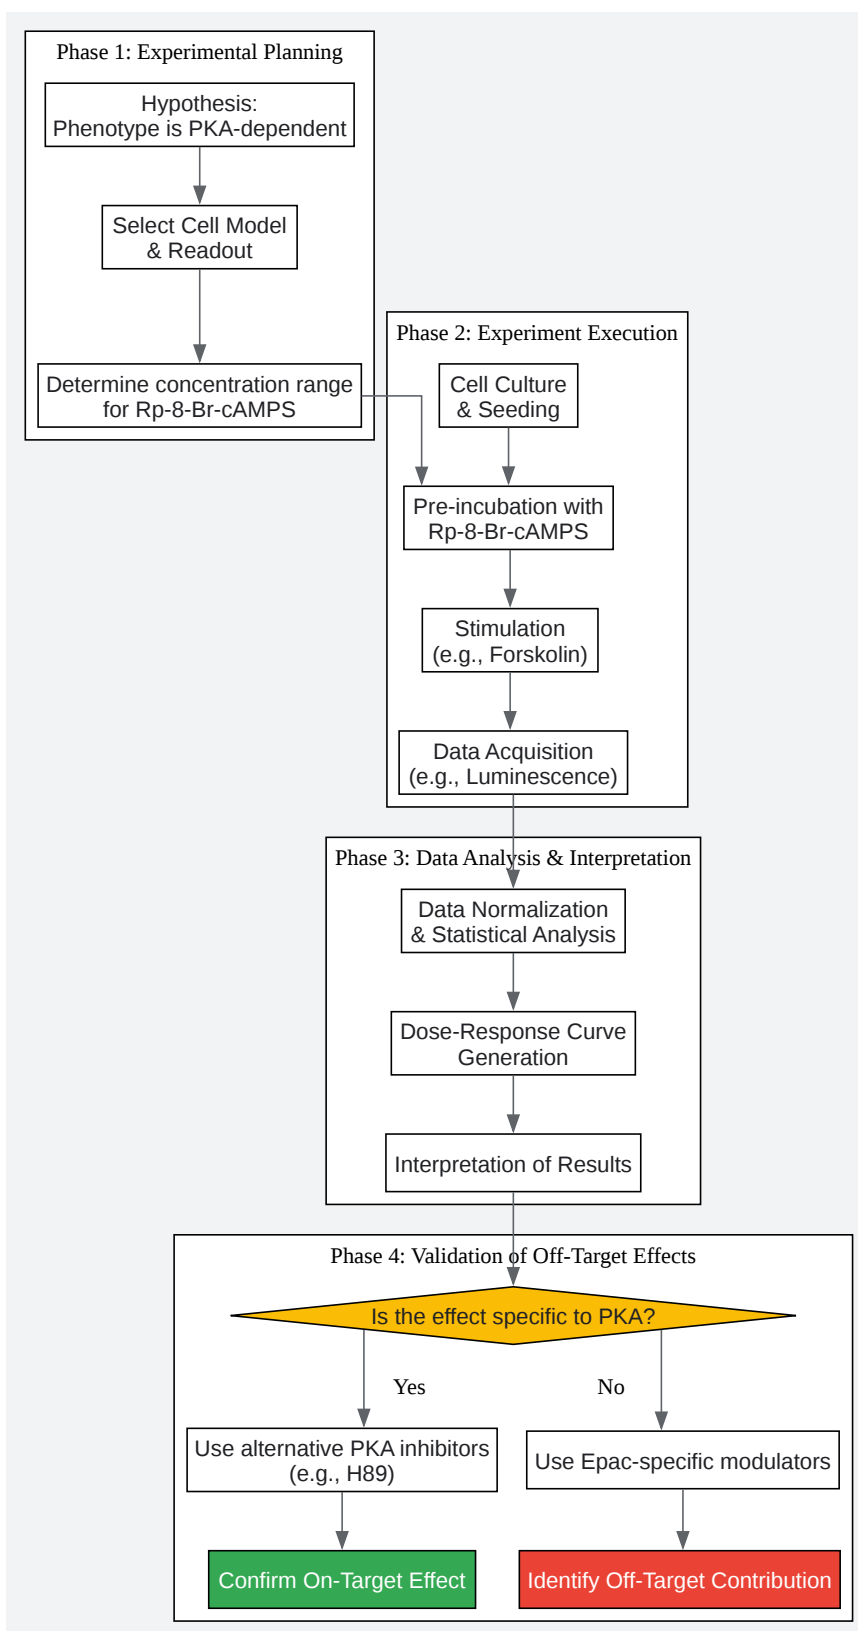 Phase 1: Experimental Planning
Hypothesis:
Phenotype is PKA-dependent
Select Cell Model
& Readout
Determine concentration range
for Rp-8-Br-cAMPS
Phase 2: Experiment Execution
Cell Culture
& Seeding
Pre-incubation with
Rp-8-Br-cAMPS
Stimulation
(e.g., Forskolin)
Data Acquisition
(e.g., Luminescence)
Phase 3: Data Analysis & Interpretation
Data Normalization
& Statistical Analysis
Dose-Response Curve
Generation
Interpretation of Results
Phase 4: Validation of Off-Target Effects
Is the effect specific to PKA?
Yes
No
Use alternative PKA inhibitors
(e.g., H89)
Use Epac-specific modulators
Confirm On-Target Effect
Identify Off-Target Contribution